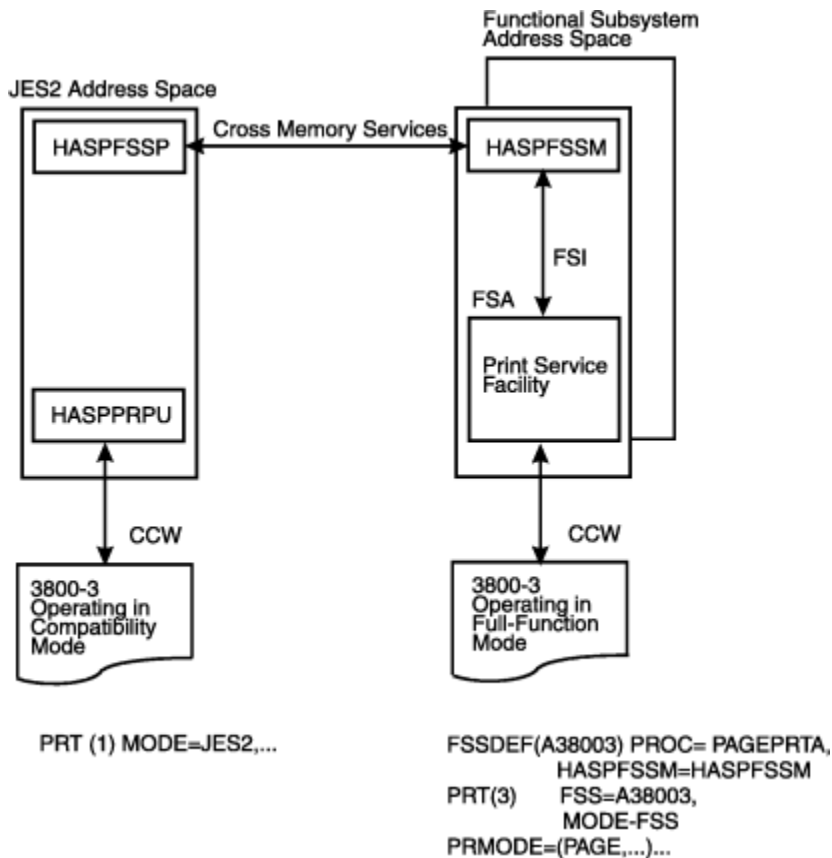 Functional Subsystem
Address Space
JES2 Address Space
HASPFSSP
Cross Memory Services
HASPFSSM
FSI
FSA
Print Service
Facility
HASPPRPU
CCW
CCW
3800-3
Operating in
Compatibility
Mode
3800-3
Operating in
Full-Function
Mode
PRT (1) MODE=JES2,...
FSSDEF(A38003) PROC= PAGEPRTA,
HASPFSSM=HASPFSSM
PRT(3) FSS=A38003,
MODE-FSS
PRMODE=(PAGE,...)...